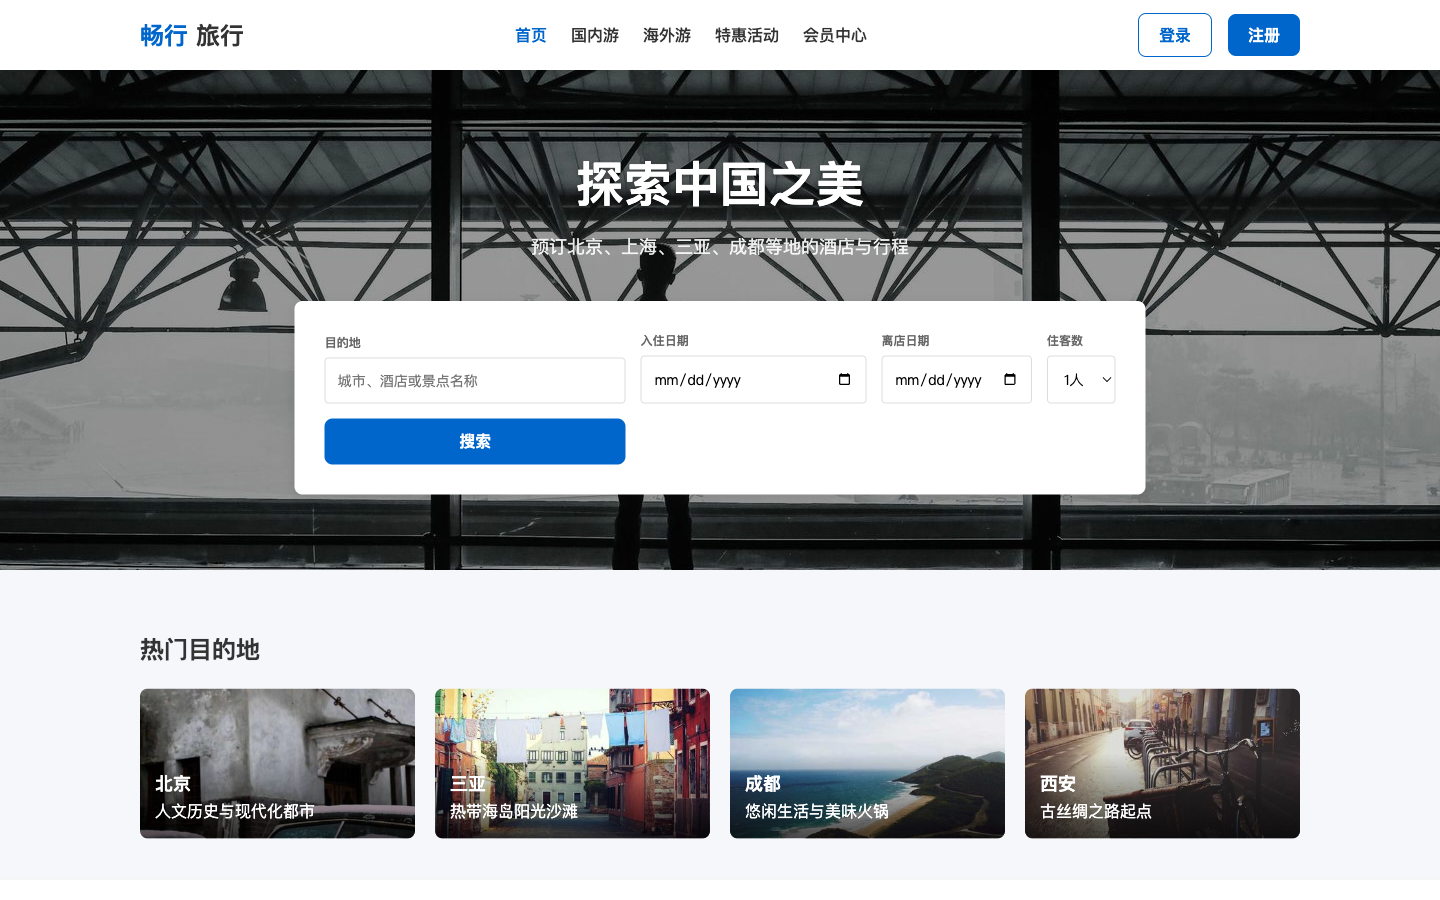 畅行 旅行
首页 国内游 海外游 特惠活动 会员中心
登录 注册
探索中国之美
预订北京、上海、三亚、成都等地的酒店与行程
目的地 入住日期 离店日期 住客数
城市、酒店或景点名称 mm/dd/yyyy mm/dd/yyyy 1人
搜索
热门目的地
北京
人文历史与现代化都市
三亚
热带海岛阳光沙滩
成都
悠闲生活与美味火锅
西安
古丝绸之路起点